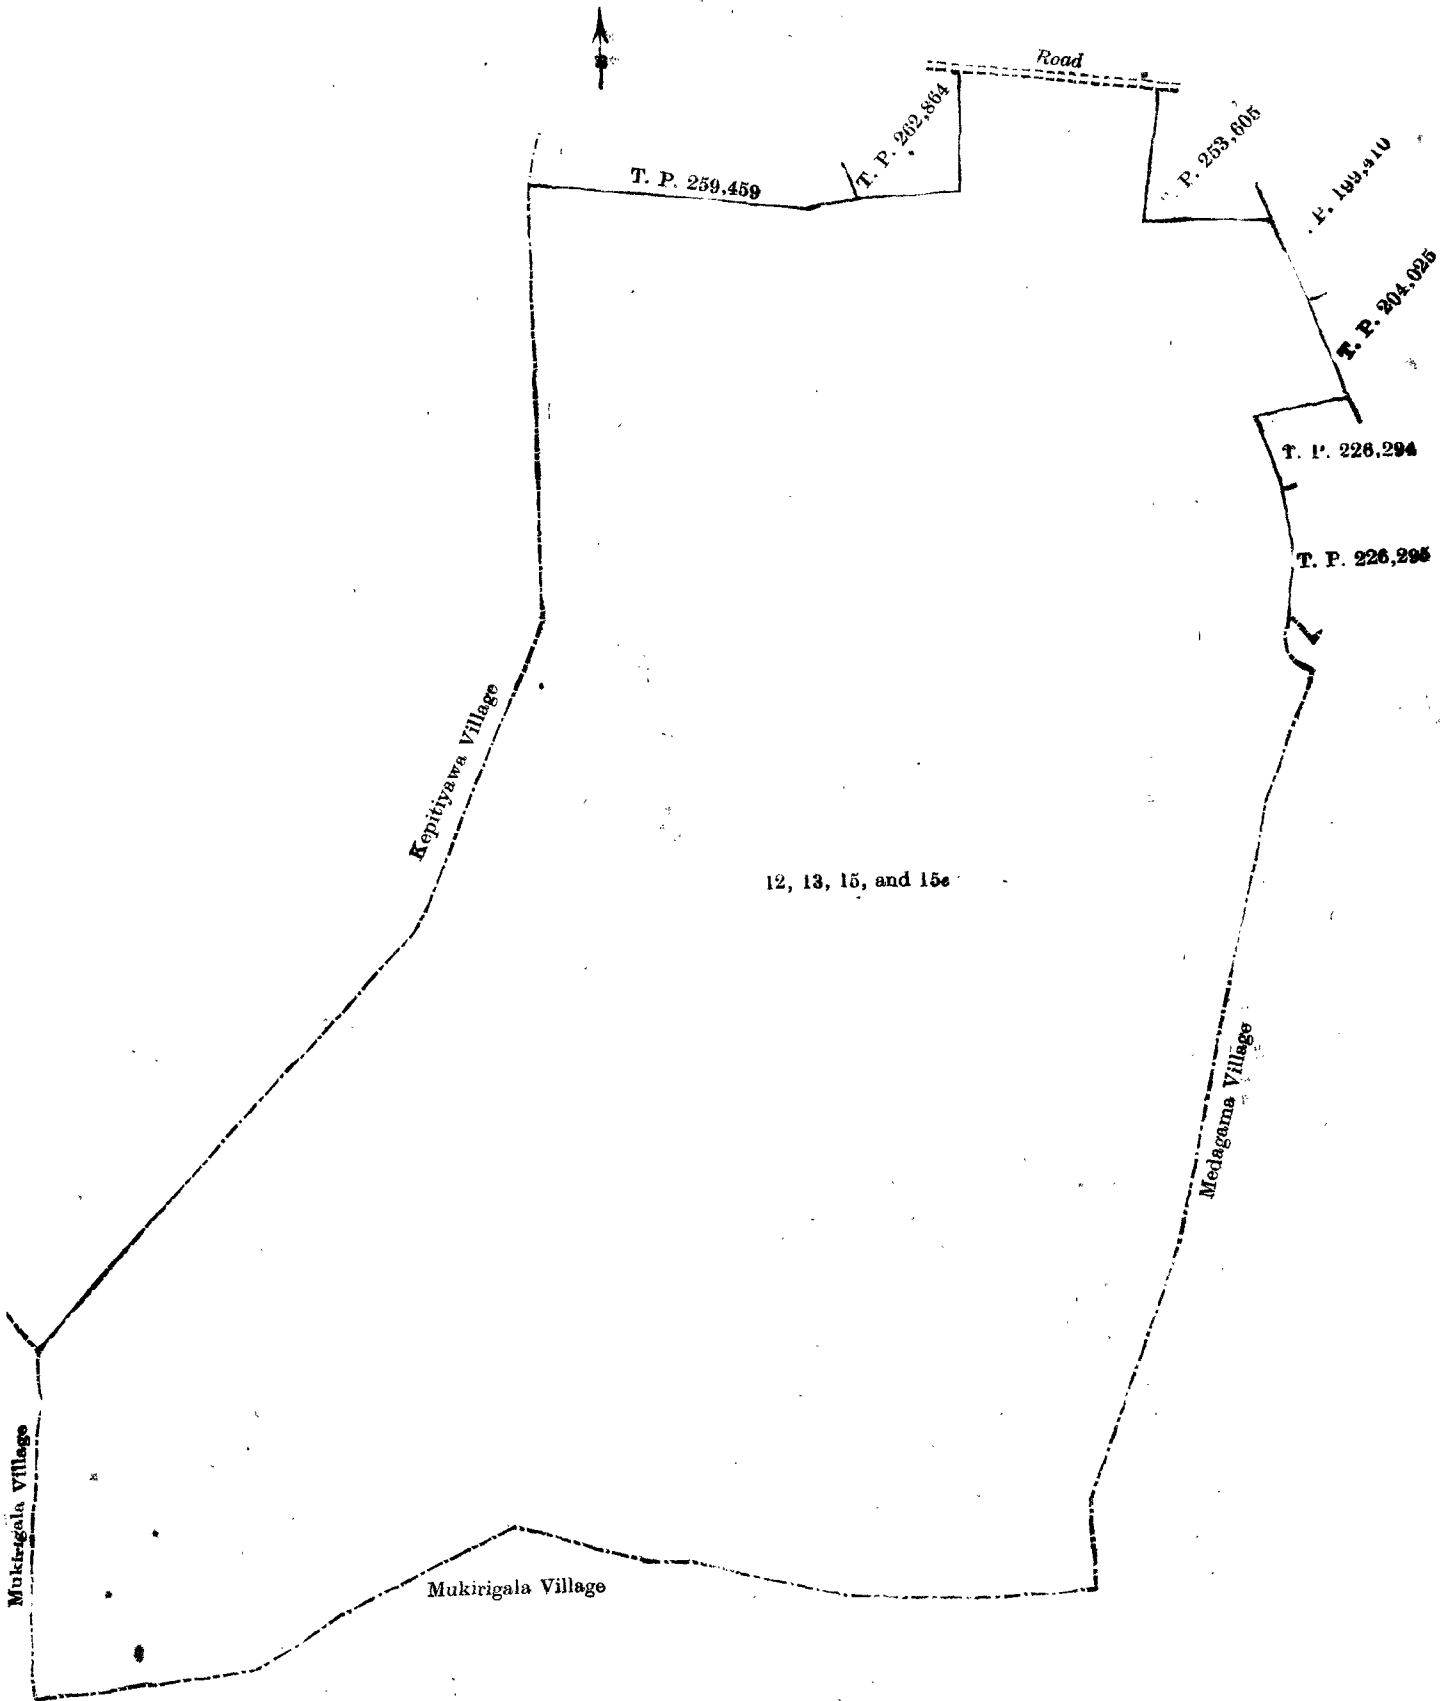 Road
T. P. 262,864
T. P. 253,605
T. P. 259,459
P. 199,410
T. P. 204,025
T. P. 226,294
T. P. 226,295
Kepitiyawa Village
12, 13, 15, and 15e
Medagama Village
Mukirigala Village
Mukirigala Village